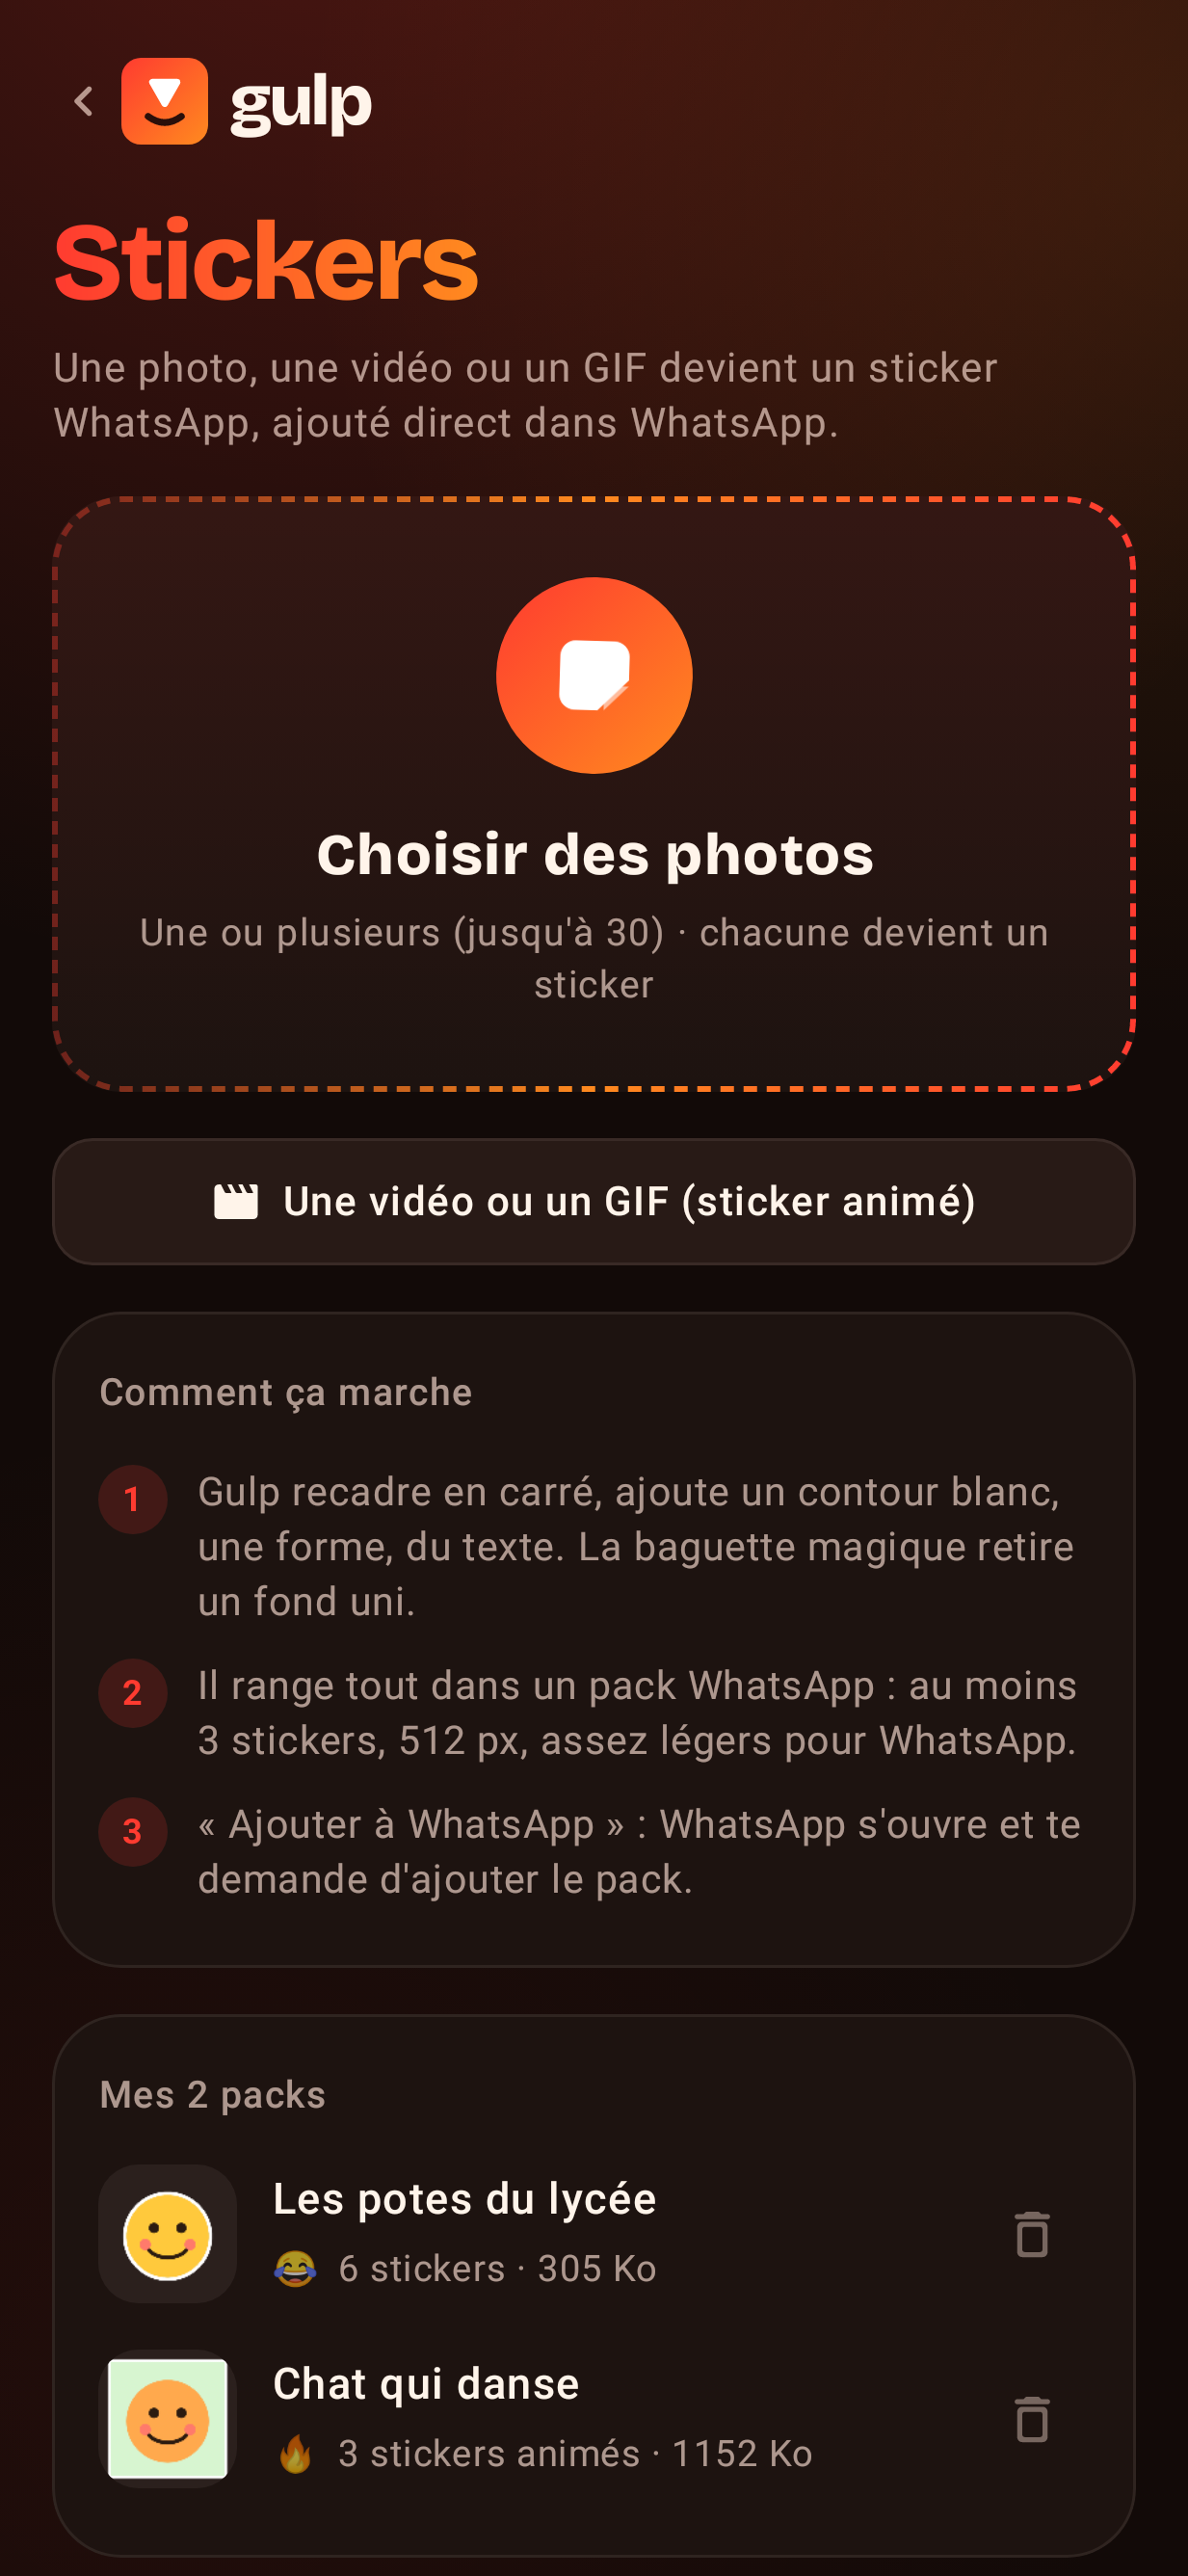 gulp
Stickers
Une photo, une vidéo ou un GIF devient un sticker
WhatsApp, ajouté direct dans WhatsApp.
Choisir des photos
Une ou plusieurs (jusqu'à 30) · chacune devient un
sticker
Une vidéo ou un GIF (sticker animé)
Comment ça marche
1 Gulp recadre en carré, ajoute un contour blanc,
une forme, du texte. La baguette magique retire
un fond uni.
2 Il range tout dans un pack WhatsApp : au moins
3 stickers, 512 px, assez légers pour WhatsApp.
3 « Ajouter à WhatsApp » : WhatsApp s'ouvre et te
demande d'ajouter le pack.
Mes 2 packs
Les potes du lycée
😂 6 stickers · 305 Ko
Chat qui danse
🔥 3 stickers animés · 1152 Ko